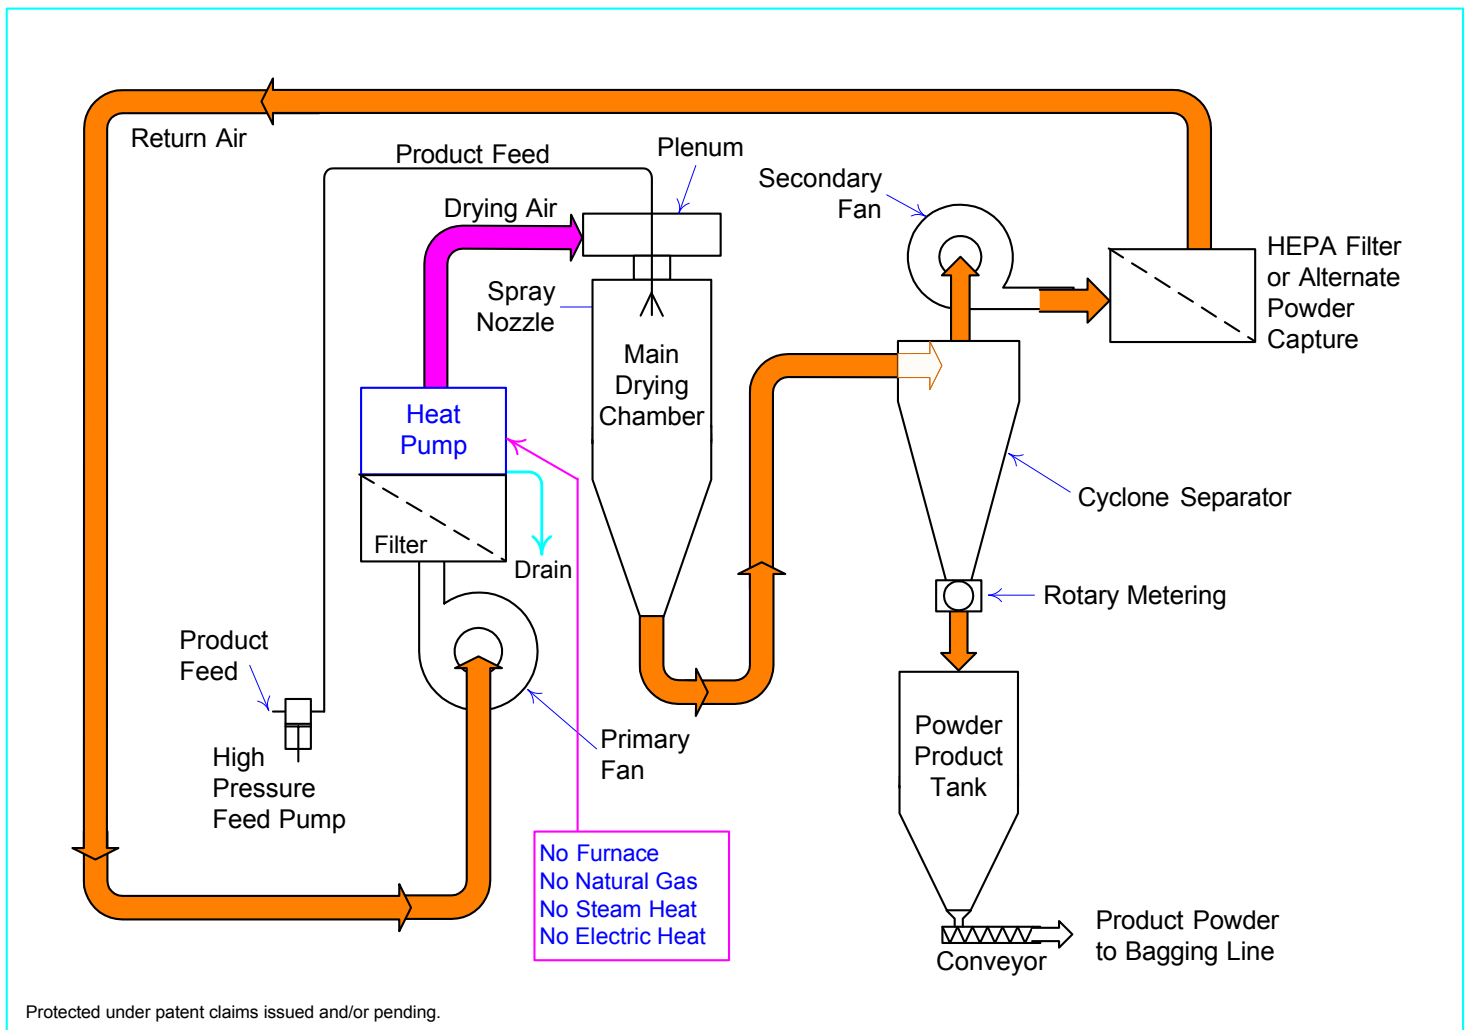 Return Air
Product Feed
Plenum
Secondary
Fan
Drying Air
HEPA Filter
or Alternate
Powder
Capture
Spray
Nozzle
Main
Drying
Chamber
Heat
Pump
Cyclone Separator
Filter
Drain
Rotary Metering
Product
Feed
High
Pressure
Feed Pump
Primary
Fan
Powder
Product
Tank
No Furnace
No Natural Gas
No Steam Heat
No Electric Heat
Product Powder
to Bagging Line
Conveyor
Protected under patent claims issued and/or pending.